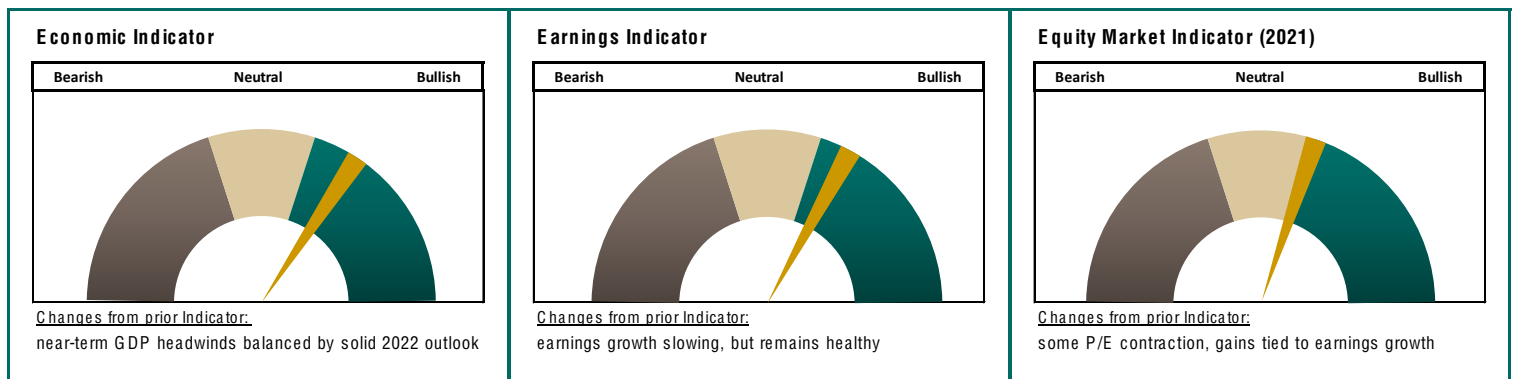 Economic Indicator
Bearish Neutral Bullish
Changes from prior Indicator:
near-term GDP headwinds balanced by solid 2022 outlook
Earnings Indicator
Bearish Neutral Bullish
Changes from prior Indicator:
earnings growth slowing, but remains healthy
Equity Market Indicator (2021)
Bearish Neutral Bullish
Changes from prior Indicator:
some P/E contraction, gains tied to earnings growth